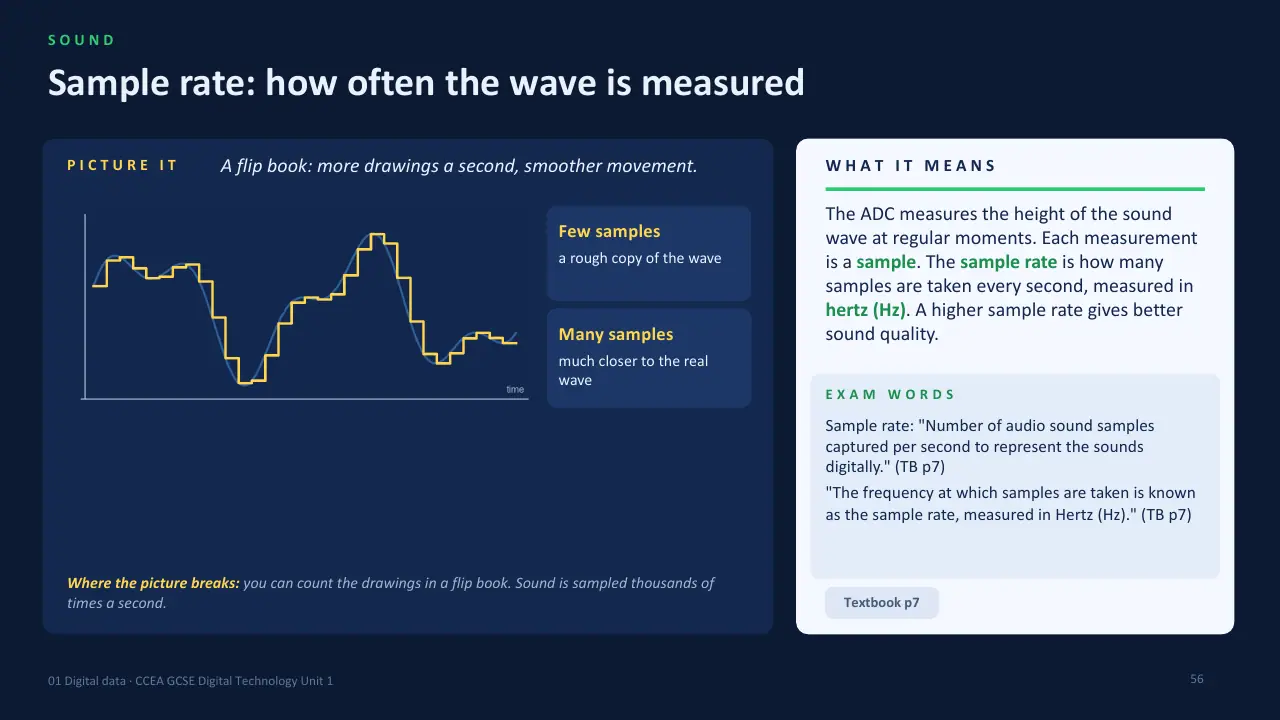 SOUND
Sample rate: how often the wave is measured
PICTURE IT
A flip book: more drawings a second, smoother movement.
time
Few samples
a rough copy of the wave
Many samples
much closer to the real
wave
Where the picture breaks: you can count the drawings in a flip book. Sound is sampled thousands of
times a second.
WHAT IT MEANS
The ADC measures the height of the sound
wave at regular moments. Each measurement
is a sample. The sample rate is how many
samples are taken every second, measured in
hertz (Hz). A higher sample rate gives better
sound quality.
EXAM WORDS
Sample rate: "Number of audio sound samples
captured per second to represent the sounds
digitally." (TB p7)
"The frequency at which samples are taken is known
as the sample rate, measured in Hertz (Hz)." (TB p7)
Textbook p7
01 Digital data · CCEA GCSE Digital Technology Unit 1
56